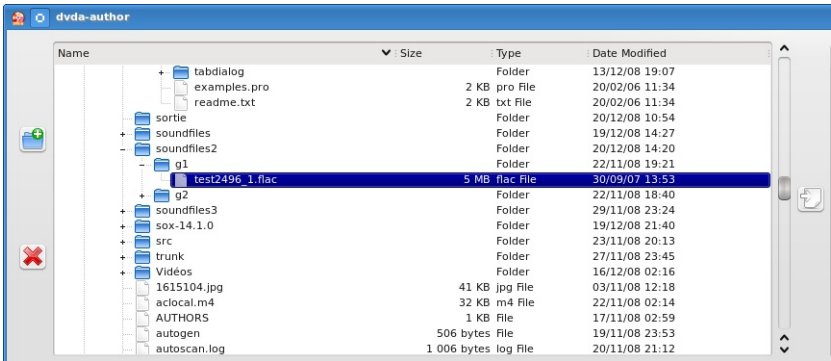 dvda-author
Name Size Type Date Modified
tabdialog Folder 13/12/08 19:07
examples.pro 2 KB pro File 20/02/06 11:34
readme.txt 2 KB txt File 20/02/06 11:34
sortie Folder 20/12/08 10:54
soundfiles Folder 19/12/08 14:27
soundfiles2 Folder 20/12/08 14:20
g1 Folder 22/11/08 19:21
test2496_1.flac 5 MB flac File 30/09/07 13:53
g2 Folder 22/11/08 18:40
soundfiles3 Folder 29/11/08 23:24
sox-14.1.0 Folder 19/12/08 21:40
src Folder 23/11/08 20:13
trunk Folder 27/11/08 23:45
Vidéos Folder 16/12/08 02:16
1615104.jpg 41 KB jpg File 03/11/08 12:18
aclocal.m4 32 KB m4 File 22/11/08 02:14
AUTHORS 1 KB File 17/11/08 02:59
autogen 506 bytes File 19/11/08 23:53
autoscan.log 1 006 bytes log File 20/11/08 21:12